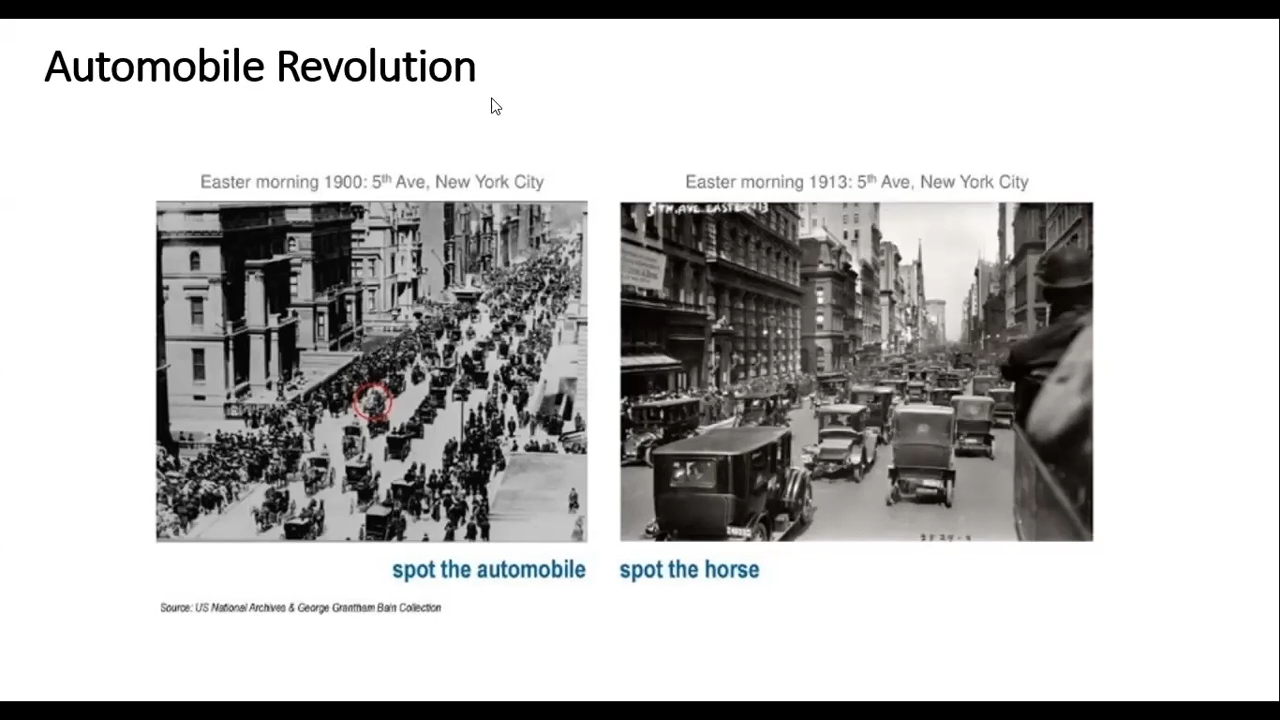 Automobile Revolution
Easter morning 1900: 5th Ave, New York City
Easter morning 1913: 5th Ave, New York City
5TH. AVE EASTER '13
spot the automobile
spot the horse
Source: US National Archives & George Grantham Bain Collection